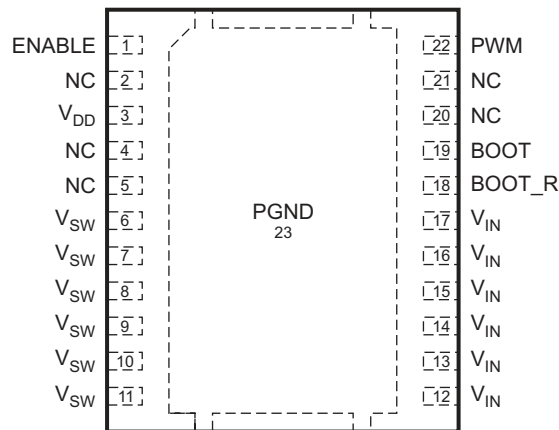 ENABLE 1 22 PWM
NC 2 21 NC
VDD 3 20 NC
NC 4 19 BOOT
NC 5 18 BOOT_R
VSW 6 17 VIN
PGND
23
VSW 7 16 VIN
VSW 8 15 VIN
VSW 9 14 VIN
VSW 10 13 VIN
VSW 11 12 VIN